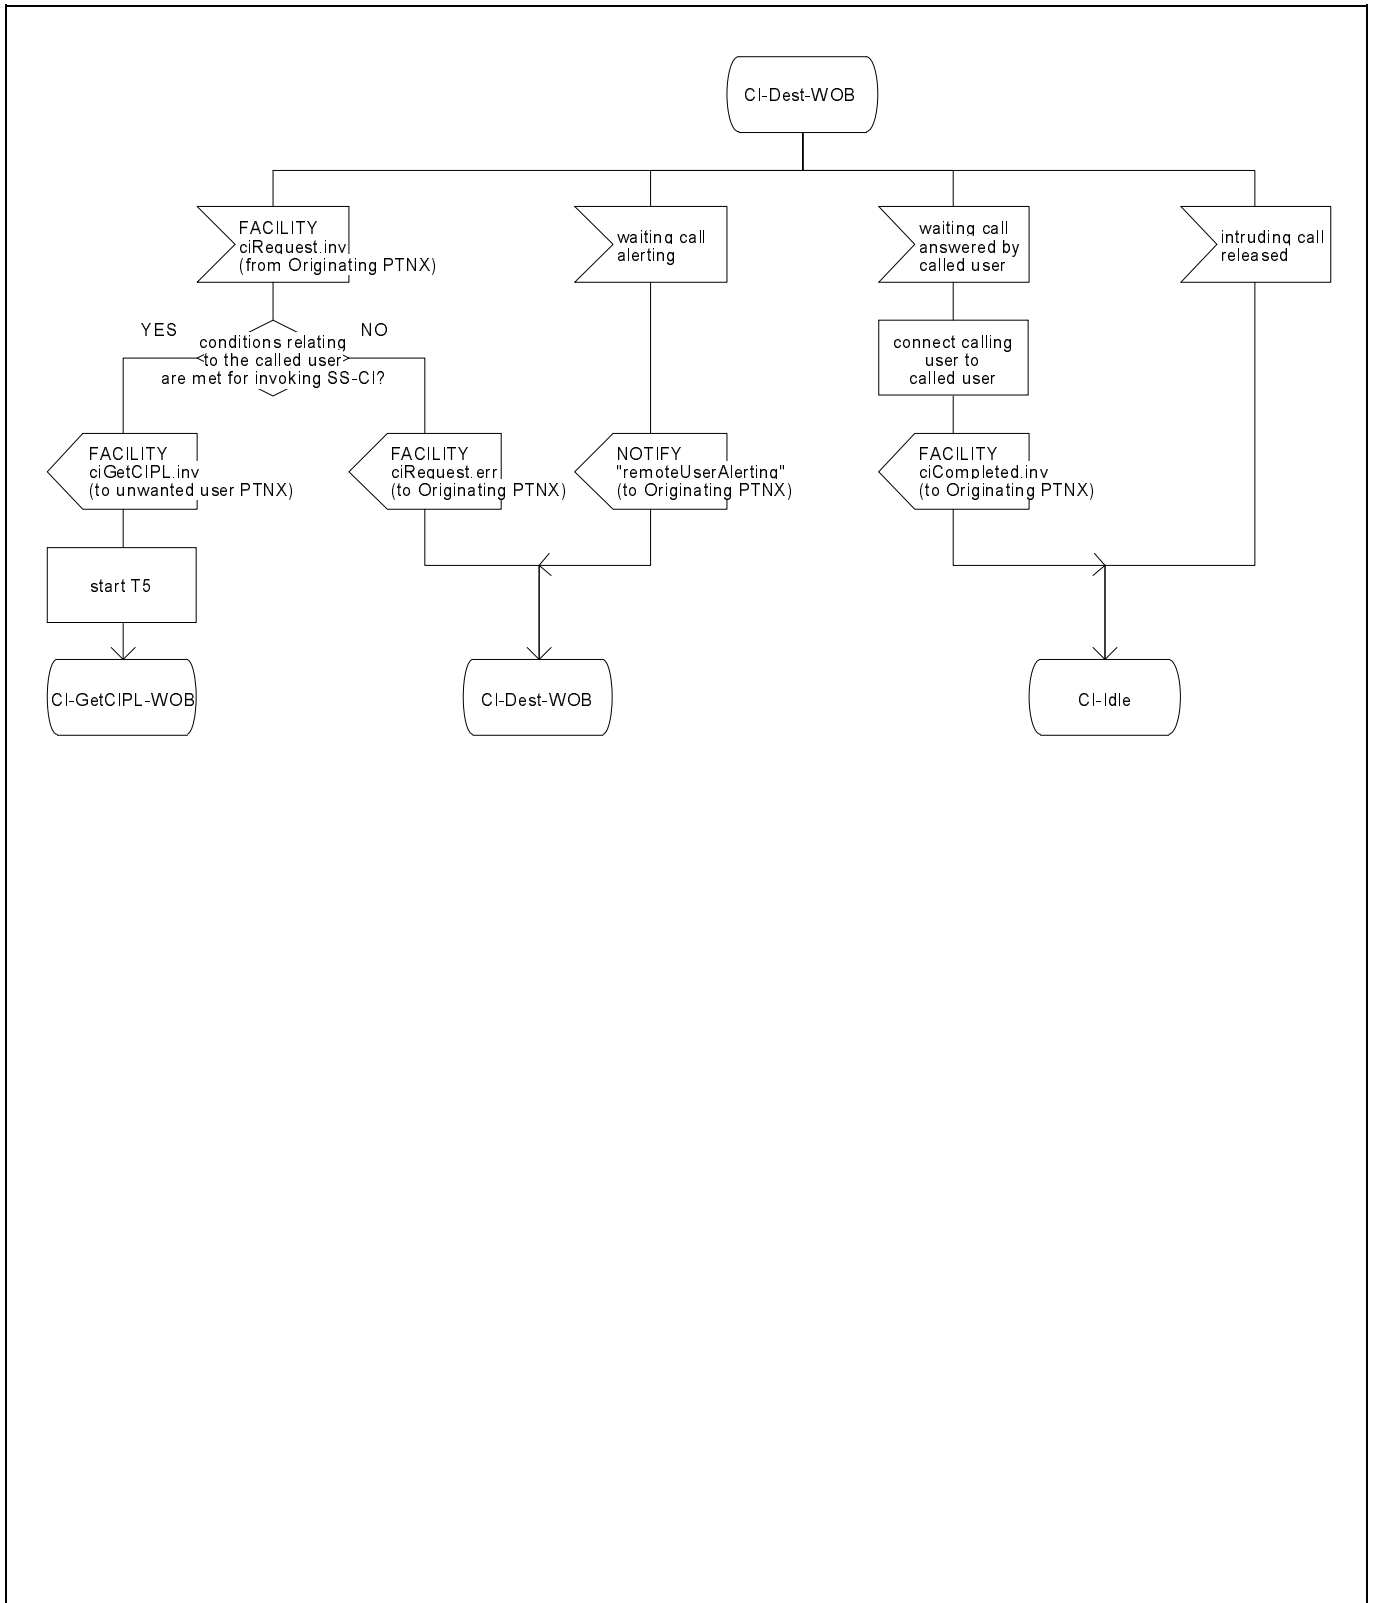 CI-Dest-WOB
FACILITY
ciRequest.inv
(from Originating PTNX)
waiting call
alerting
waiting call
answered by
called user
intruding call
released
YES
NO
conditions relating
to the called user
are met for invoking SS-CI?
connect calling
user to
called user
FACILITY
ciGetCIPL.inv
(to unwanted user PTNX)
FACILITY
ciRequest.err
(to Originating PTNX)
NOTIFY
"remoteUserAlerting"
(to Originating PTNX)
FACILITY
ciCompleted.inv
(to Originating PTNX)
start T5
CI-GetCIPL-WOB
CI-Dest-WOB
CI-Idle